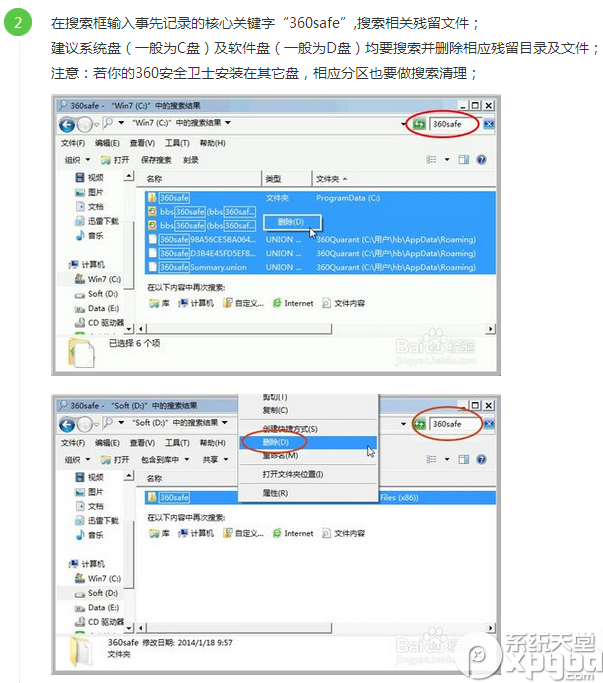 2
在搜索框输入事先记录的核心关键字“360safe”,搜索相关残留文件；
建议系统盘（一般为C盘）及软件盘（一般为D盘）均要搜索并删除相应残留目录及文件；
注意：若你的360安全卫士安装在其它盘，相应分区也要做搜索清理；
360safe - “Win7 (C:)”中的搜索结果
“Win7 (C:)”中的搜索结果
360safe
文件(F) 编辑(E) 查看(V) 工具(T) 帮助(H)
组织 打开 保存搜索 刻录
视频
图片
文档
迅雷下载
音乐
计算机
Win7 (C:)
Soft (D:)
Data (E:)
CD 驱动器
名称 类型 文件夹
360safe 文件夹 ProgramData (C:)
bbs360safe (bbs360saf...
删除(D)
bbs360safe (bbs360saf...
360safe98A56CE5BA064... UNION ... 360Quarant (C:\用户\hb\AppData\Roaming)
360safeD3B4E45FD5EFB... UNION ... 360Quarant (C:\用户\hb\AppData\Roaming)
360safeSummary.union UNION ... 360Quarant (C:\用户\hb\AppData\Roaming)
在以下内容中再次搜索:
库 计算机 自定义... Internet 文件内容
已选择 6 个项
Baidu经验
jingyan.baidu.com
360safe - “Soft (D:)”中的搜索结果
“Soft (D:)”中的搜索结果
360safe
文件(F) 编辑(E) 查看(V) 工具(T) 帮助(H)
组织 打开 包含到库中 共享
剪切(T)
复制(C)
创建快捷方式(S)
删除(D)
重命名(M)
打开文件夹位置(I)
属性(R)
视频
图片
文档
迅雷下载
音乐
计算机
Win7 (C:)
Soft (D:)
Data (E:)
CD 驱动器
名称
360safe Files (x86))
在以下内容中再次搜索:
库 计算机 自定义... Internet 文件内容
360safe 修改日期: 2014/1/18 9:57
文件夹
系统天堂
xpgod
.com